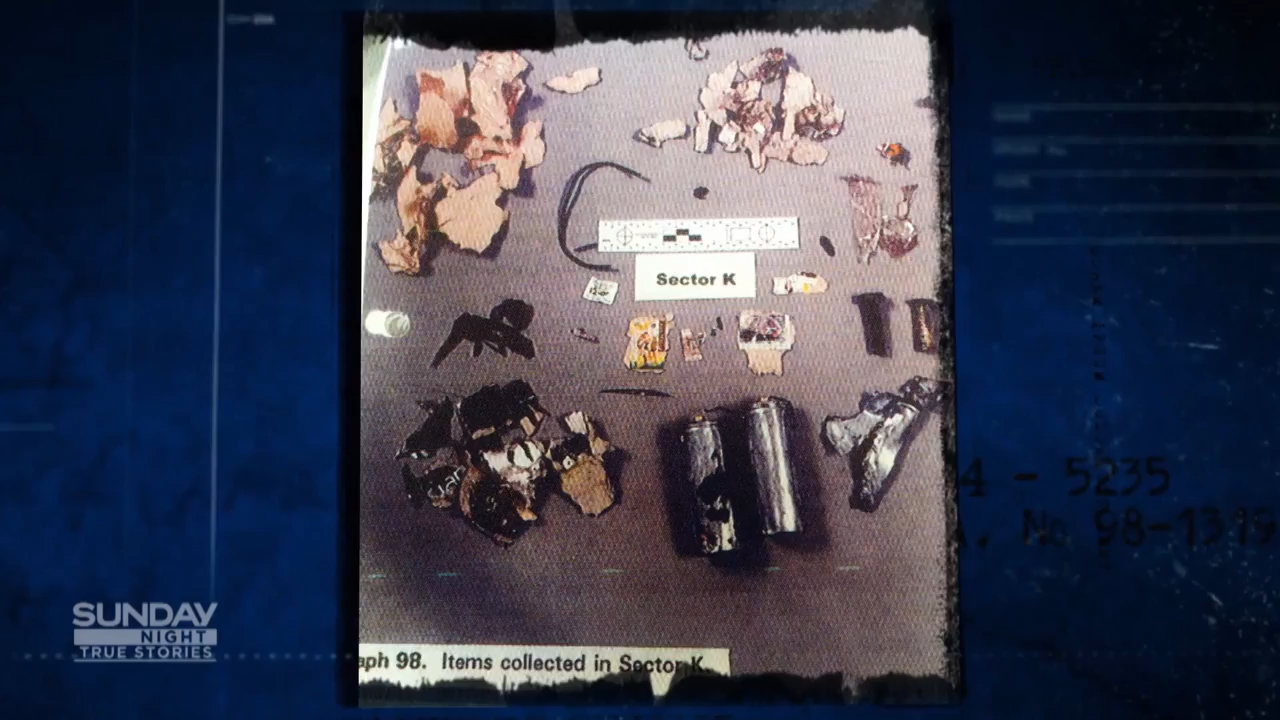 Sector K
4 - 5235
A. No 98-1319
SUNDAY
NIGHT
TRUE STORIES
aph 98. Items collected in Sector K.